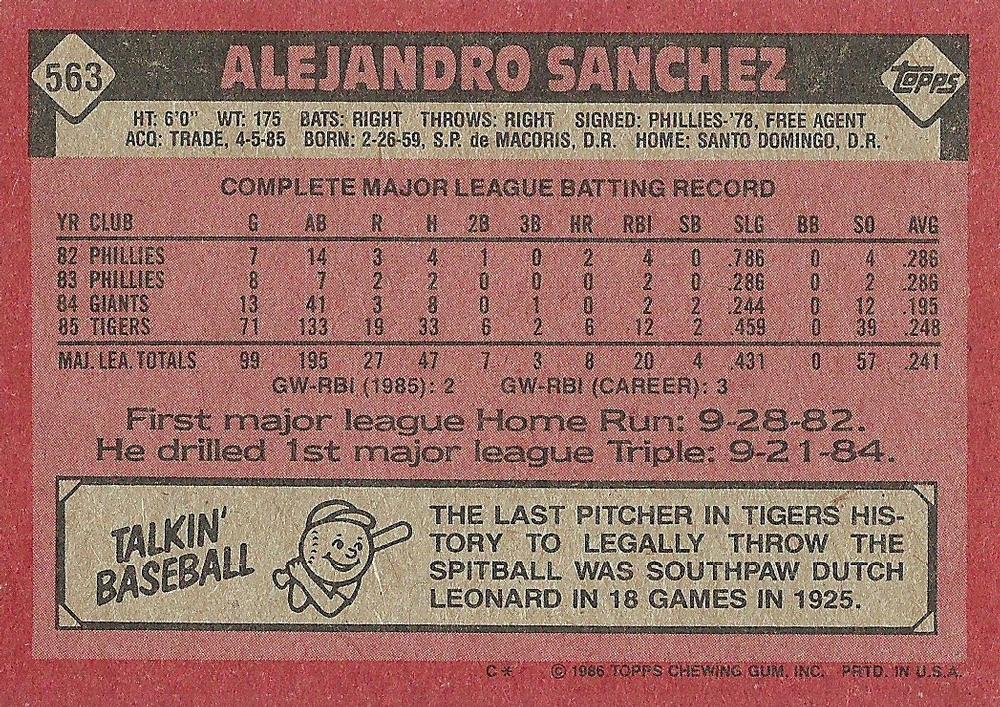 563
ALEJANDRO SANCHEZ
topps
HT: 6'0" WT: 175 BATS: RIGHT THROWS: RIGHT SIGNED: PHILLIES-'78, FREE AGENT
ACQ: TRADE, 4-5-85 BORN: 2-26-59, S.P. de MACORIS, D.R. HOME: SANTO DOMINGO, D.R.
COMPLETE MAJOR LEAGUE BATTING RECORD
YR CLUB G AB R H 2B 3B HR RBI SB SLG BB SO AVG
82 PHILLIES 7 14 3 4 1 0 2 4 0 .786 0 4 .286
83 PHILLIES 8 7 2 2 0 0 0 2 0 .286 0 2 .286
84 GIANTS 13 41 3 8 0 1 0 2 2 .244 0 12 .195
85 TIGERS 71 133 19 33 6 2 6 12 2 .459 0 39 .248
MAJ. LEA. TOTALS 99 195 27 47 7 3 8 20 4 .431 0 57 .241
GW-RBI (1985): 2 GW-RBI (CAREER): 3
First major league Home Run: 9-28-82.
He drilled 1st major league Triple: 9-21-84.
TALKIN'
BASEBALL
THE LAST PITCHER IN TIGERS HIS-
TORY TO LEGALLY THROW THE
SPITBALL WAS SOUTHPAW DUTCH
LEONARD IN 18 GAMES IN 1925.
C* © 1986 TOPPS CHEWING GUM, INC. PRTD. IN U.S.A.